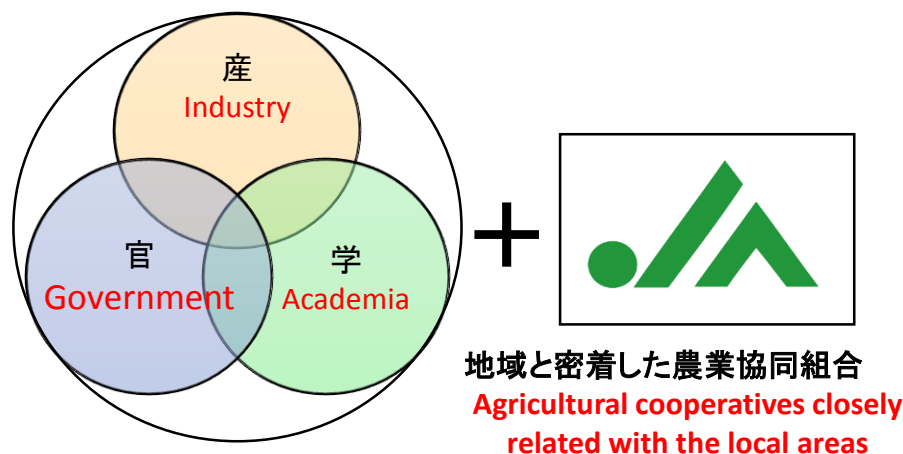 産
Industry
官
Government
学
Academia
+
JA
地域と密着した農業協同組合
Agricultural cooperatives closely
related with the local areas